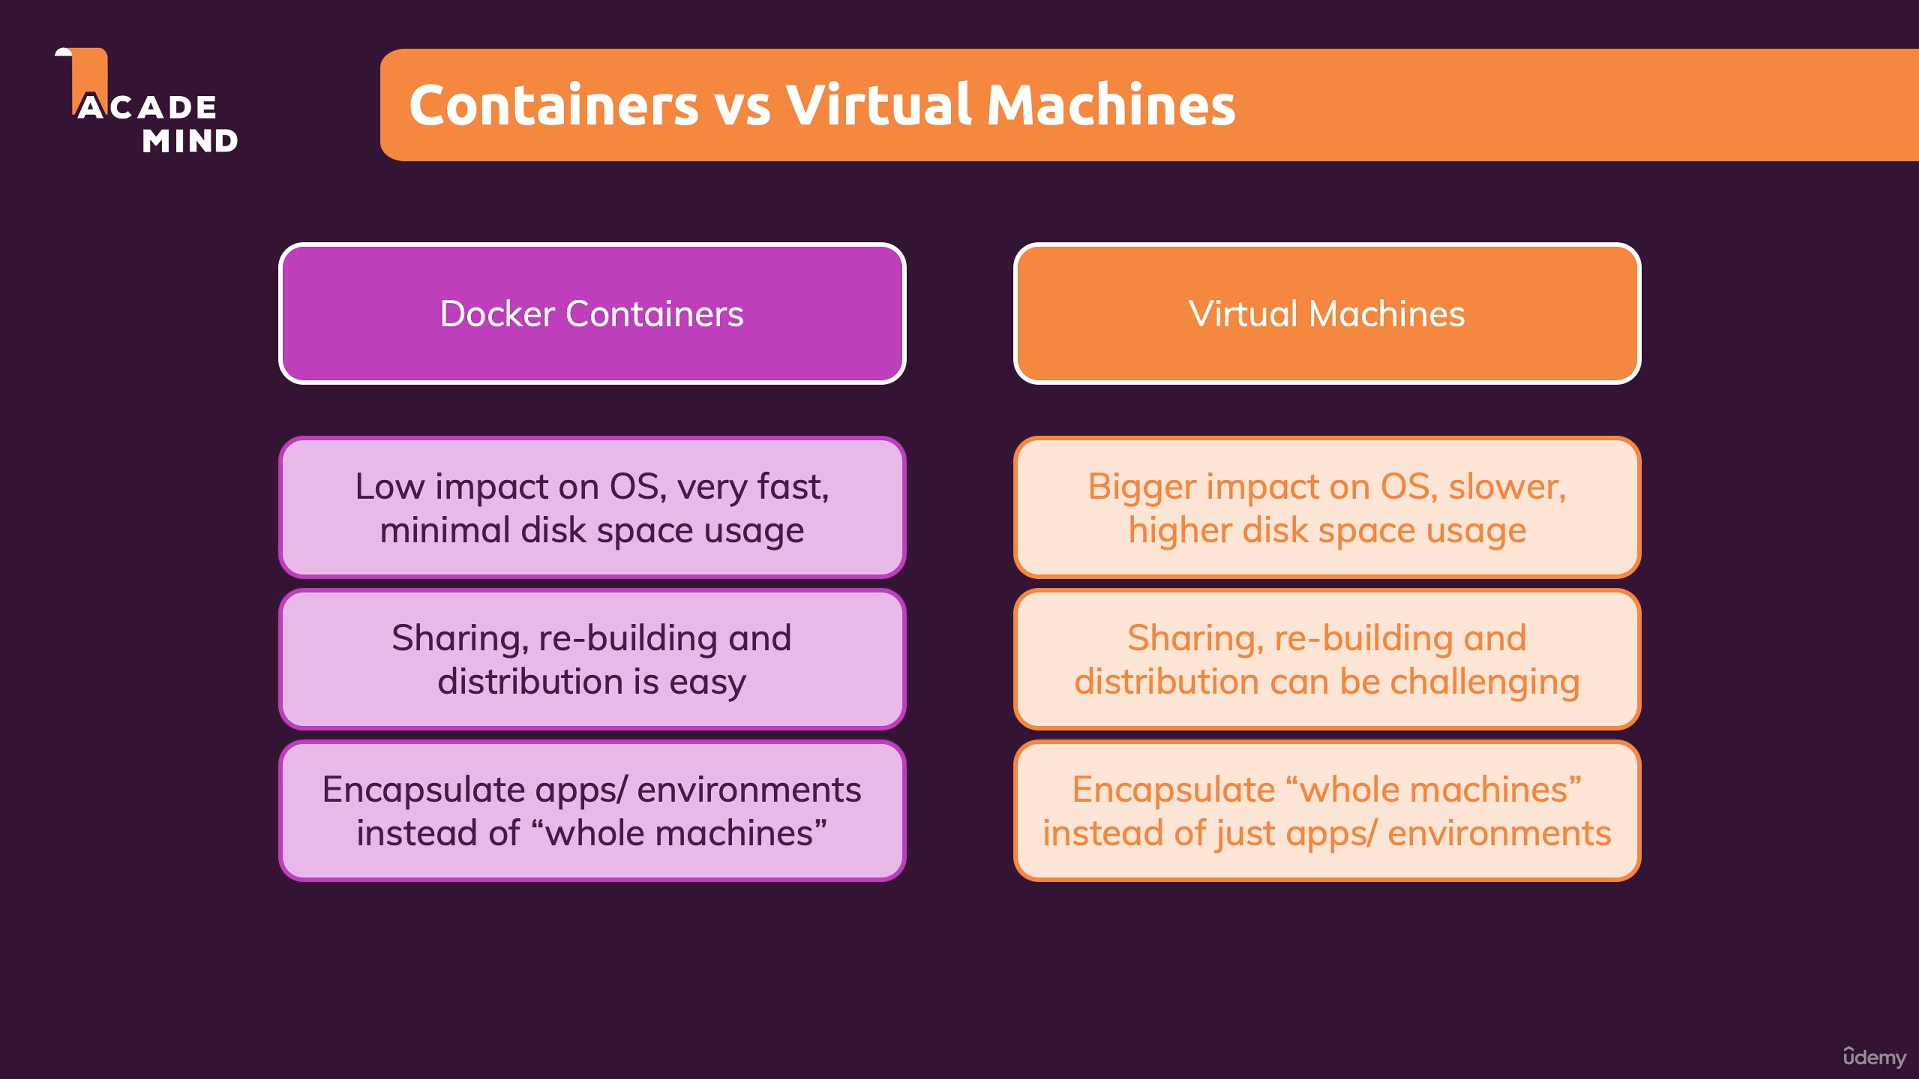 ACADE
MIND
Containers vs Virtual Machines
Docker Containers
Virtual Machines
Low impact on OS, very fast,
minimal disk space usage
Bigger impact on OS, slower,
higher disk space usage
Sharing, re-building and
distribution is easy
Sharing, re-building and
distribution can be challenging
Encapsulate apps/ environments
instead of “whole machines”
Encapsulate “whole machines”
instead of just apps/ environments
udemy